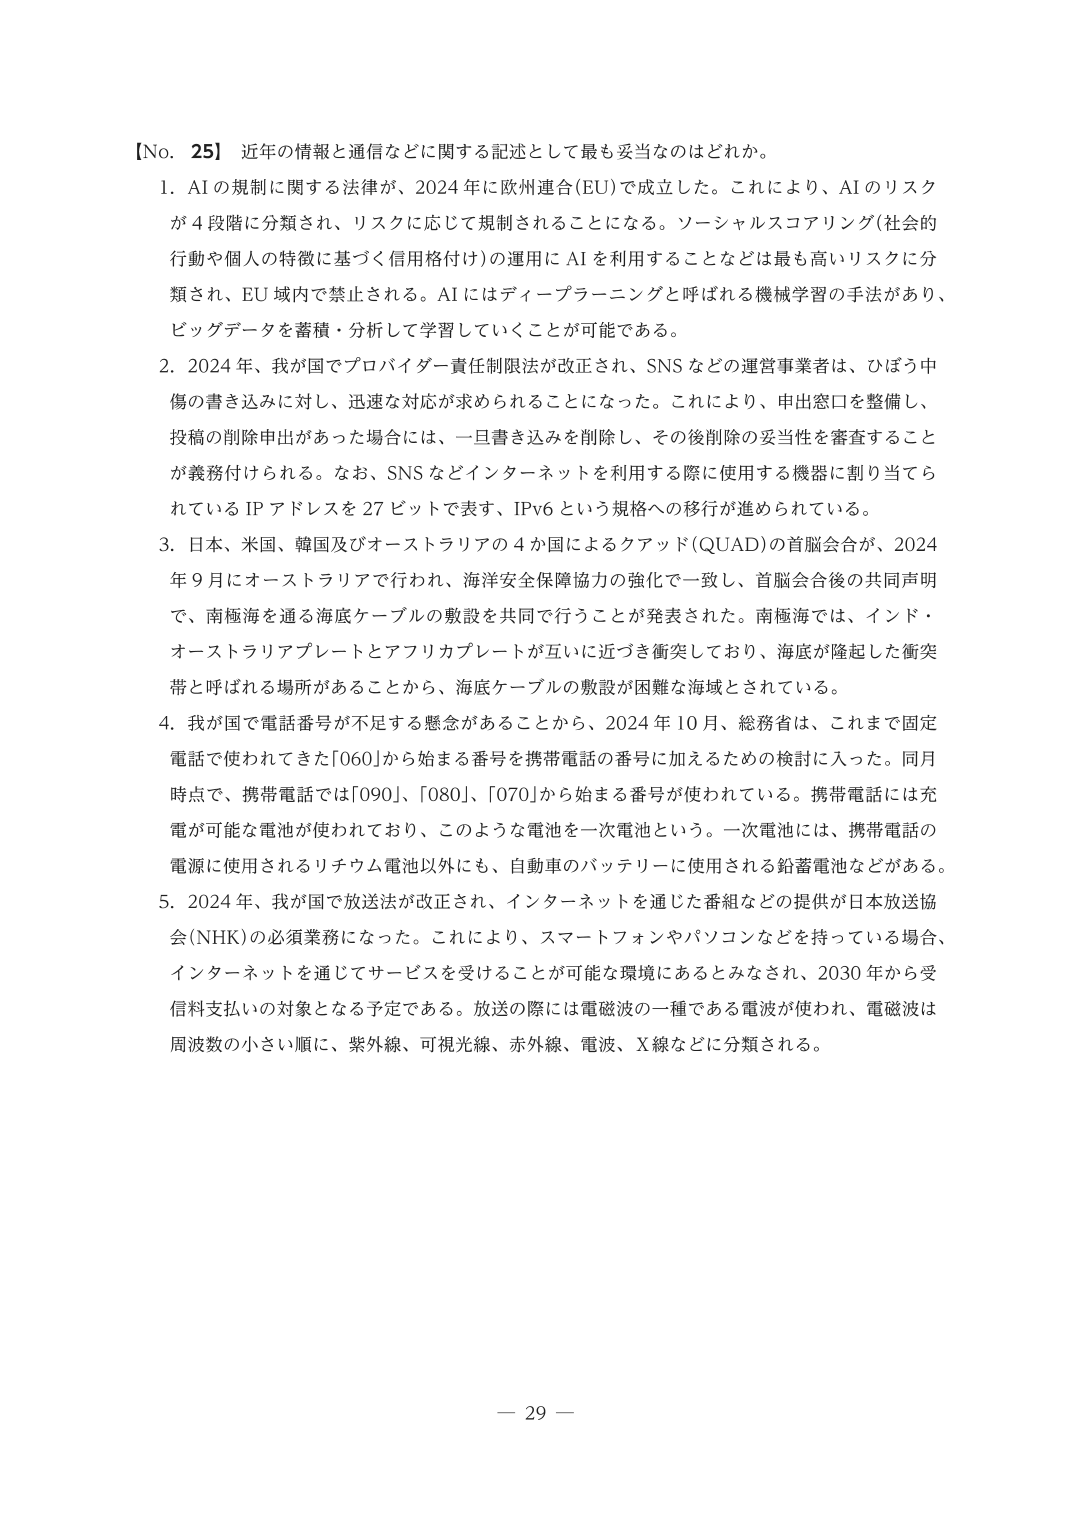 【No. 25】 近年の情報と通信などに関する記述として最も妥当なのはどれか。
1. AI の規制に関する法律が、2024 年に欧州連合(EU)で成立した。これにより、AI のリスク
が 4 段階に分類され、リスクに応じて規制されることになる。ソーシャルスコアリング(社会的
行動や個人の特徴に基づく信用格付け)の運用に AI を利用することなどは最も高いリスクに分
類され、EU 域内で禁止される。AI にはディープラーニングと呼ばれる機械学習の手法があり、
ビッグデータを蓄積・分析して学習していくことが可能である。
2. 2024 年、我が国でプロバイダー責任制限法が改正され、SNS などの運営事業者は、ひぼう中
傷の書き込みに対し、迅速な対応が求められることになった。これにより、申出窓口を整備し、
投稿の削除申出があった場合には、一旦書き込みを削除し、その後削除の妥当性を審査すること
が義務付けられる。なお、SNS などインターネットを利用する際に使用する機器に割り当てら
れている IP アドレスを 27 ビットで表す、IPv6 という規格への移行が進められている。
3. 日本、米国、韓国及びオーストラリアの 4 か国によるクアッド(QUAD)の首脳会合が、2024
年 9 月にオーストラリアで行われ、海洋安全保障協力の強化で一致し、首脳会合後の共同声明
で、南極海を通る海底ケーブルの敷設を共同で行うことが発表された。南極海では、インド・
オーストラリアプレートとアフリカプレートが互いに近づき衝突しており、海底が隆起した衝突
帯と呼ばれる場所があることから、海底ケーブルの敷設が困難な海域とされている。
4. 我が国で電話番号が不足する懸念があることから、2024 年 10 月、総務省は、これまで固定
電話で使われてきた「060」から始まる番号を携帯電話の番号に加えるための検討に入った。同月
時点で、携帯電話では「090」、「080」、「070」から始まる番号が使われている。携帯電話には充
電が可能な電池が使われており、このような電池を一次電池という。一次電池には、携帯電話の
電源に使用されるリチウム電池以外にも、自動車のバッテリーに使用される鉛蓄電池などがある。
5. 2024 年、我が国で放送法が改正され、インターネットを通じた番組などの提供が日本放送協
会(NHK)の必須業務になった。これにより、スマートフォンやパソコンなどを持っている場合、
インターネットを通じてサービスを受けることが可能な環境にあるとみなされ、2030 年から受
信料支払いの対象となる予定である。放送の際には電磁波の一種である電波が使われ、電磁波は
周波数の小さい順に、紫外線、可視光線、赤外線、電波、X線などに分類される。
— 29 —